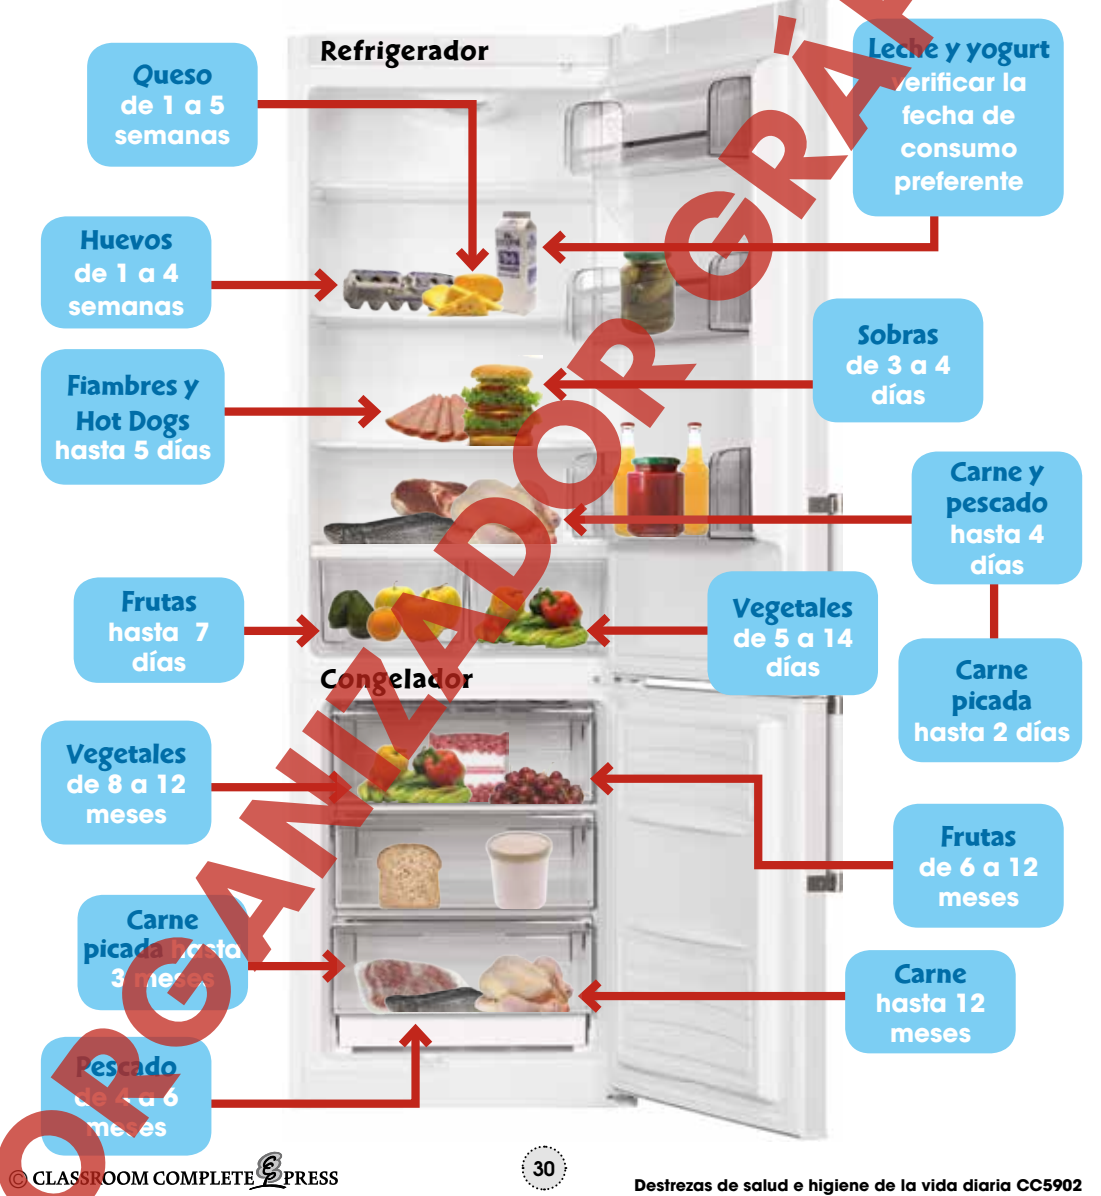 Refrigerador
Queso
de 1 a 5
semanas
Leche y yogurt
verificar la
fecha de
consumo
preferente
Huevos
de 1 a 4
semanas
Sobras
de 3 a 4
días
Fiambres y
Hot Dogs
hasta 5 días
Carne y
pescado
hasta 4
días
Frutas
hasta 7
días
Vegetales
de 5 a 14
días
Carne
picada
hasta 2 días
Congelador
Vegetales
de 8 a 12
meses
Frutas
de 6 a 12
meses
Carne
picada hasta
3 meses
Carne
hasta 12
meses
Pescado
de 4 a 6
meses
ORGANIZADOR GRÁ
© CLASSROOM COMPLETE PRESS
30
Destrezas de salud e higiene de la vida diaria CC5902